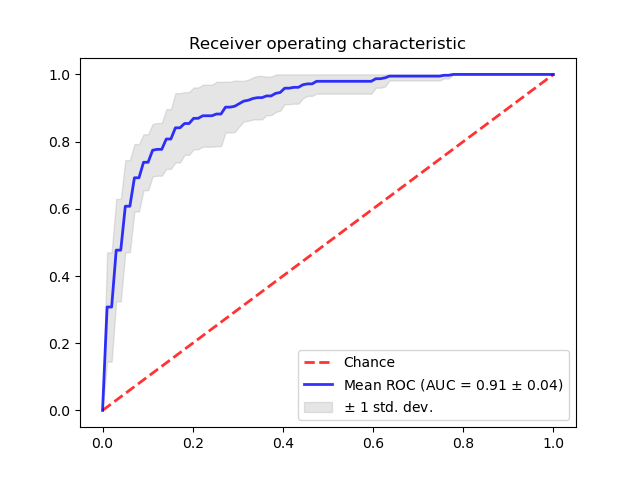 Receiver operating characteristic
1.0
0.8
0.6
0.4
0.2
0.0
Chance
Mean ROC (AUC = 0.91 ± 0.04)
± 1 std. dev.
0.0 0.2 0.4 0.6 0.8 1.0